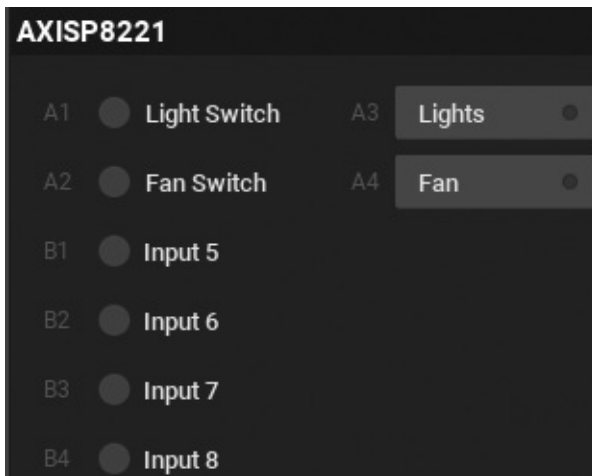 AXISP8221
A1 Light Switch A3 Lights
A2 Fan Switch A4 Fan
B1 Input 5
B2 Input 6
B3 Input 7
B4 Input 8